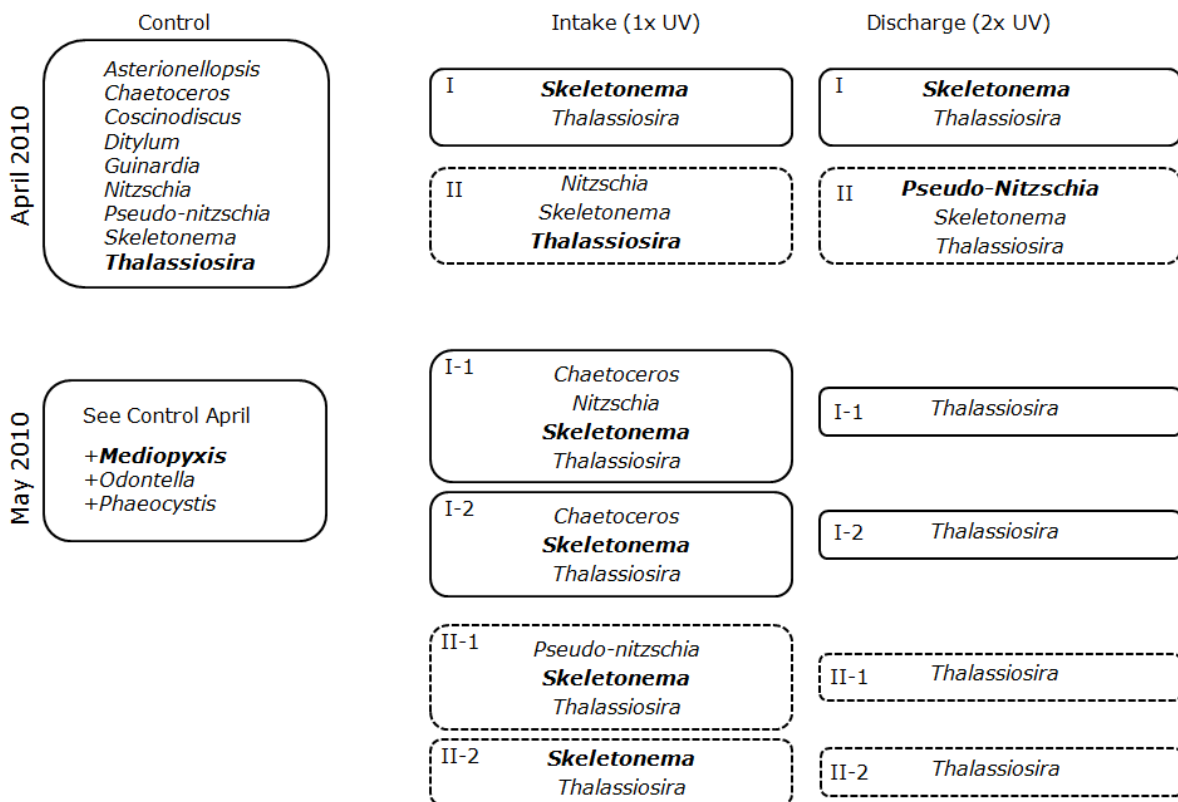 Control
Intake (1x UV)
Discharge (2x UV)
April 2010
Asterionellopsis
Chaetoceros
Coscinodiscus
Ditylum
Guinardia
Nitzschia
Pseudo-nitzschia
Skeletonema
Thalassiosira
I
Skeletonema
Thalassiosira
I
Skeletonema
Thalassiosira
II
Nitzschia
Skeletonema
Thalassiosira
II
Pseudo-Nitzschia
Skeletonema
Thalassiosira
May 2010
See Control April
+Mediopyxis
+Odontella
+Phaeocystis
I-1
Chaetoceros
Nitzschia
Skeletonema
Thalassiosira
I-1
Thalassiosira
I-2
Chaetoceros
Skeletonema
Thalassiosira
I-2
Thalassiosira
II-1
Pseudo-nitzschia
Skeletonema
Thalassiosira
II-1
Thalassiosira
II-2
Skeletonema
Thalassiosira
II-2
Thalassiosira